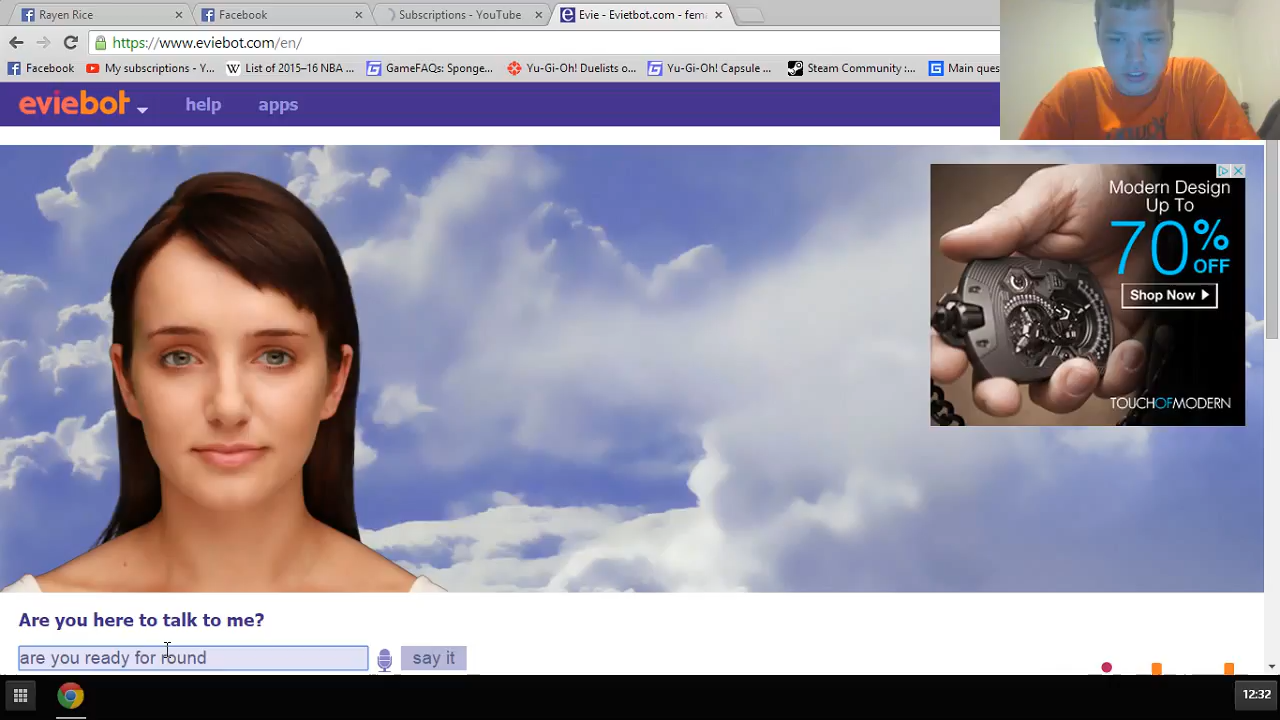 Rayen Rice
Facebook
Subscriptions - YouTube
Evie - Eviebot.com - fem
https://www.eviebot.com/en/
Facebook
My subscriptions - Y...
List of 2015–16 NBA ...
GameFAQs: Sponge...
Yu-Gi-Oh! Duelists o...
Yu-Gi-Oh! Capsule ...
Steam Community :...
Main ques
eviebot
help
apps
Modern Design
Up To
70%
OFF
Shop Now
TOUCHOFMODERN
Are you here to talk to me?
are you ready for round
say it
12:32